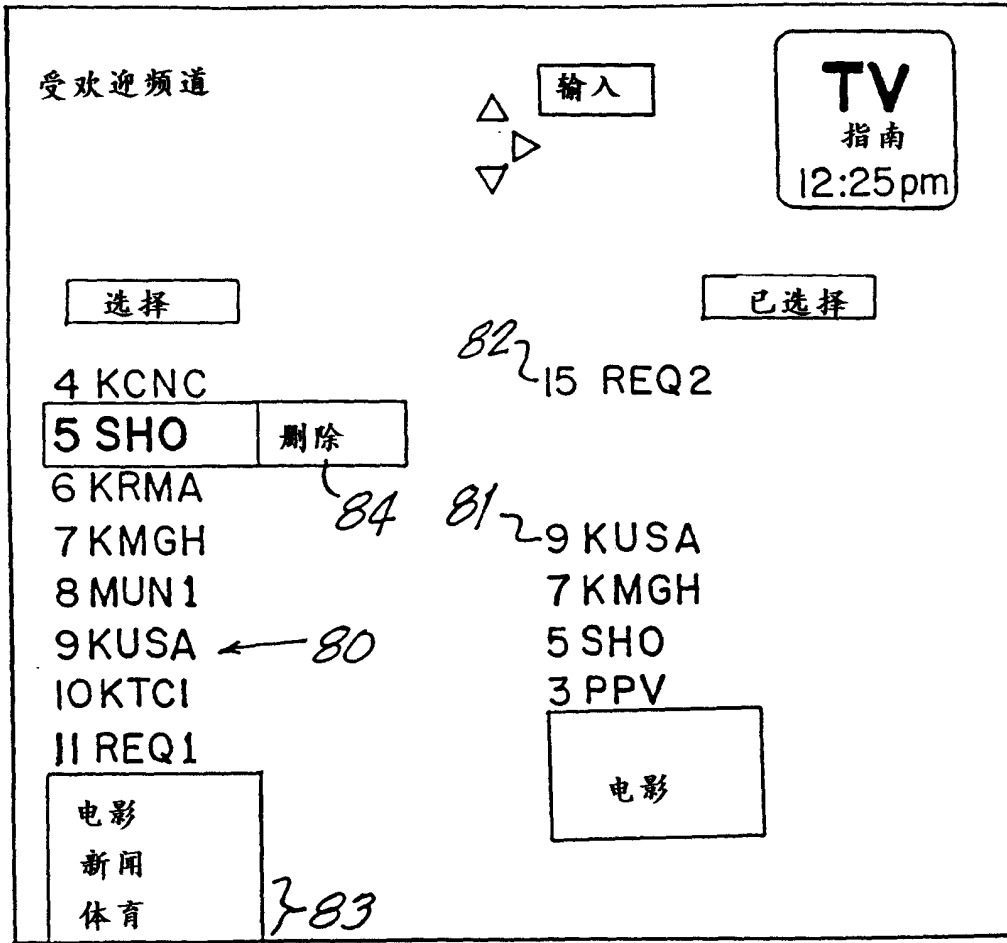 受欢迎频道
输入
TV
指南
12:25pm
选择
已选择
4 KCNC
5 SHO 删除
84
6 KRMA
7 KMGH
8 MUN1
9 KUSA
80
10 KTCI
11 REQ1
电影
新闻
体育
83
82
15 REQ2
81
9 KUSA
7 KMGH
5 SHO
3 PPV
电影